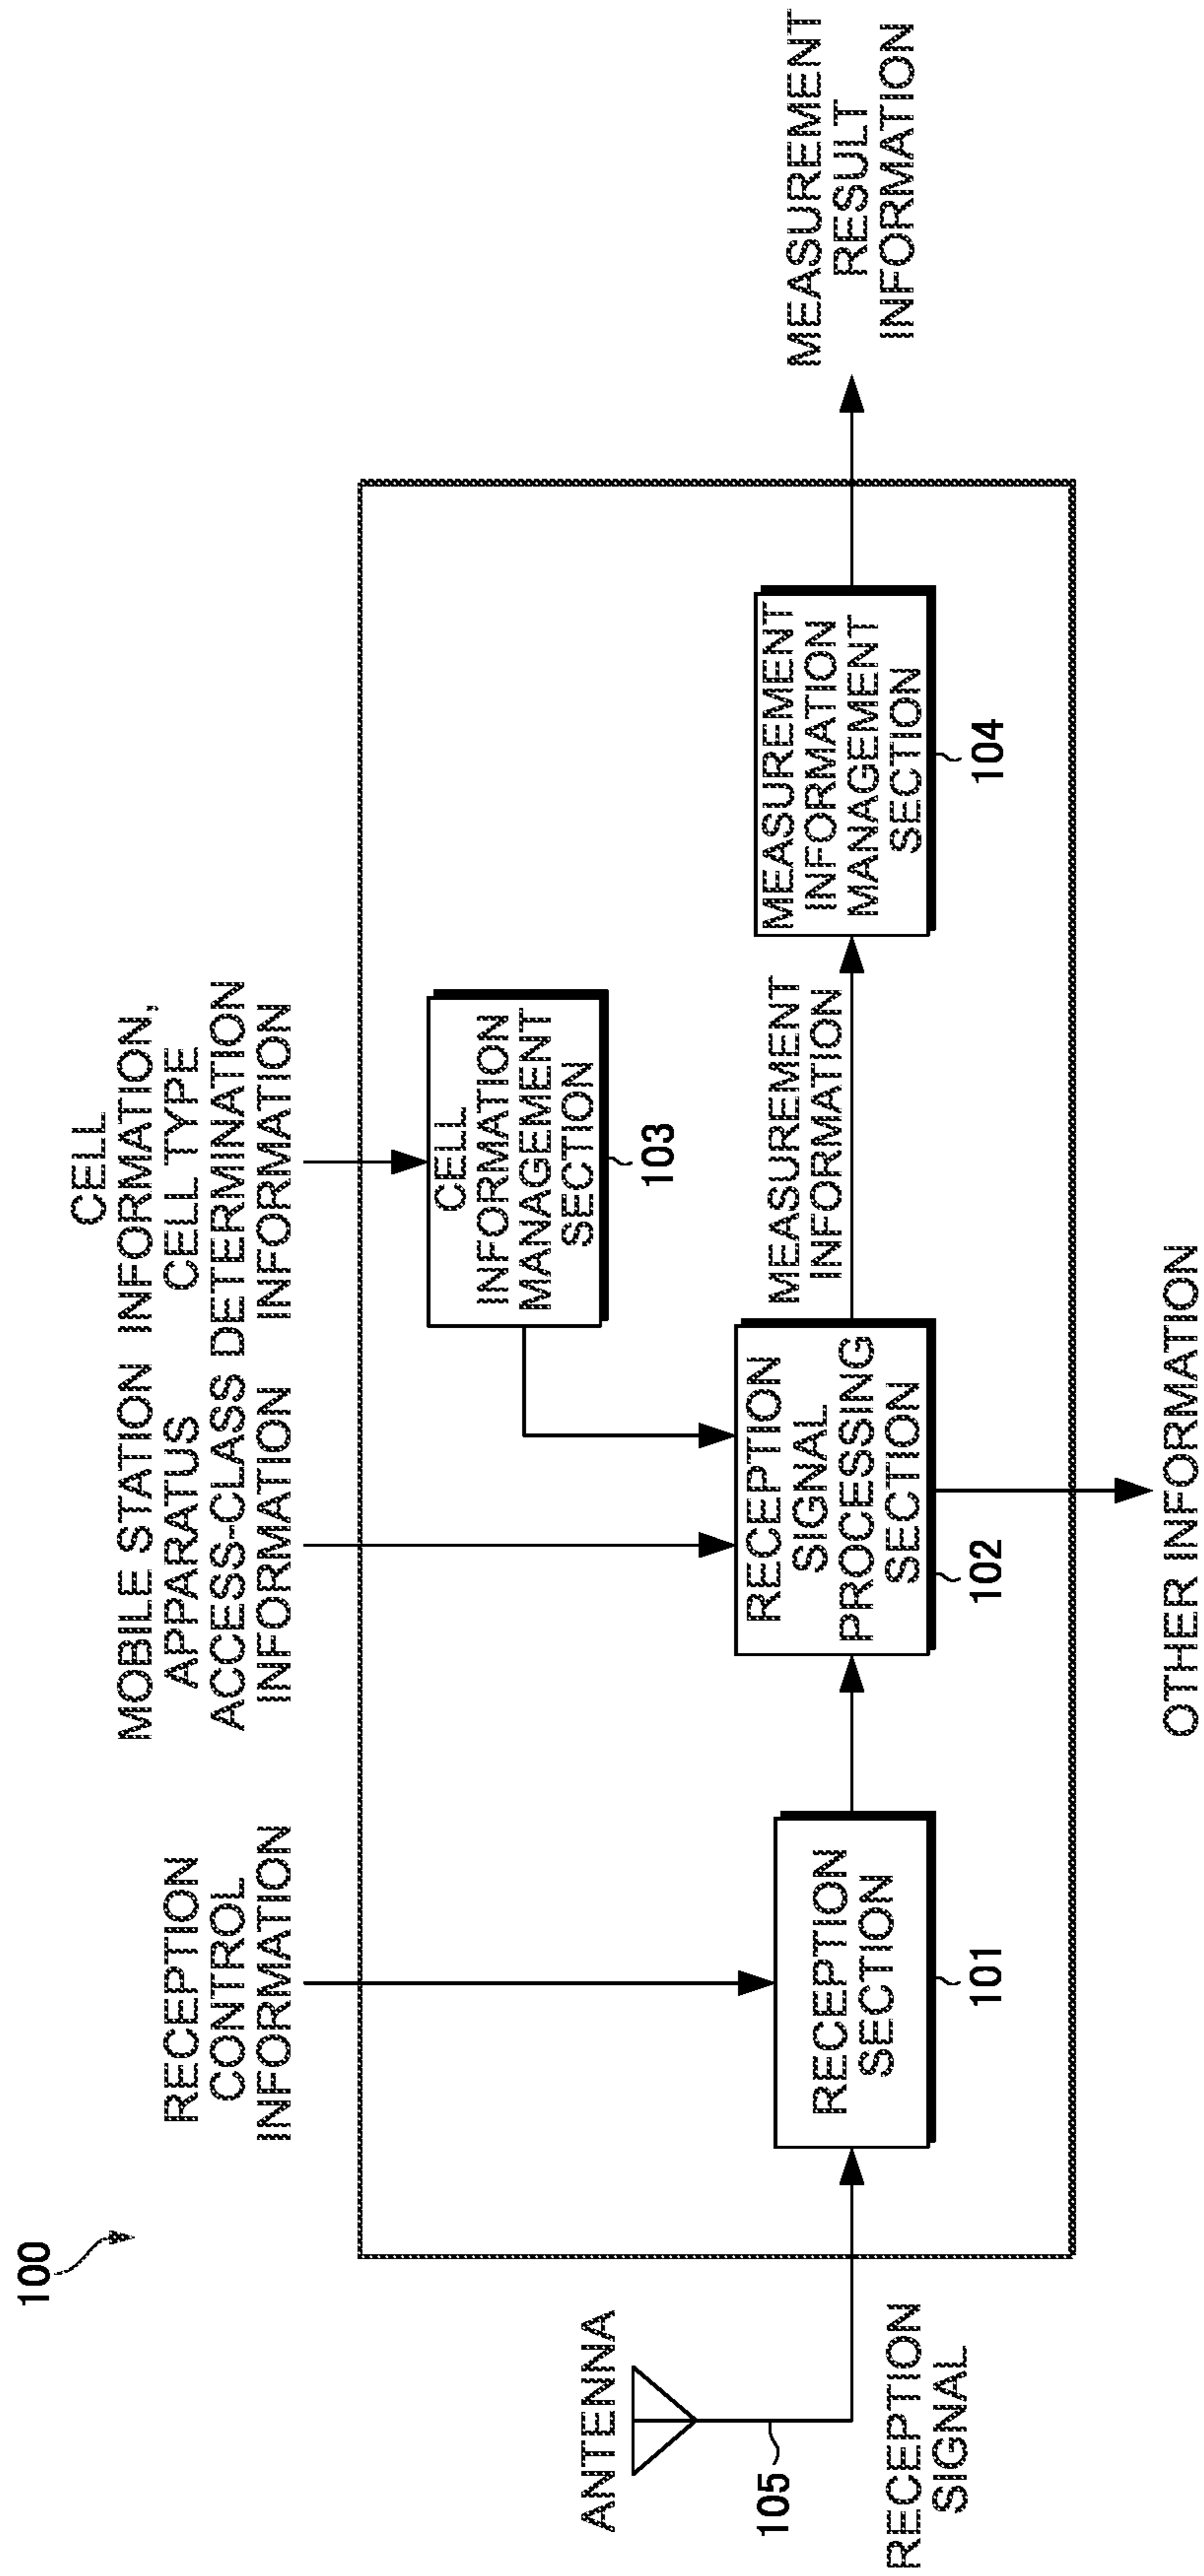 100
RECEPTION
CONTROL
INFORMATION
MOBILE STATION
APPARATUS
ACCESS-CLASS
INFORMATION
CELL
INFORMATION,
CELL TYPE
DETERMINATION
INFORMATION
ANTENNA
105
RECEPTION
SIGNAL
RECEPTION
SECTION
101
RECEPTION
SIGNAL
PROCESSING
SECTION
102
CELL
INFORMATION
MANAGEMENT
SECTION
103
MEASUREMENT
INFORMATION
MEASUREMENT
INFORMATION
MANAGEMENT
SECTION
104
MEASUREMENT
RESULT
INFORMATION
OTHER INFORMATION